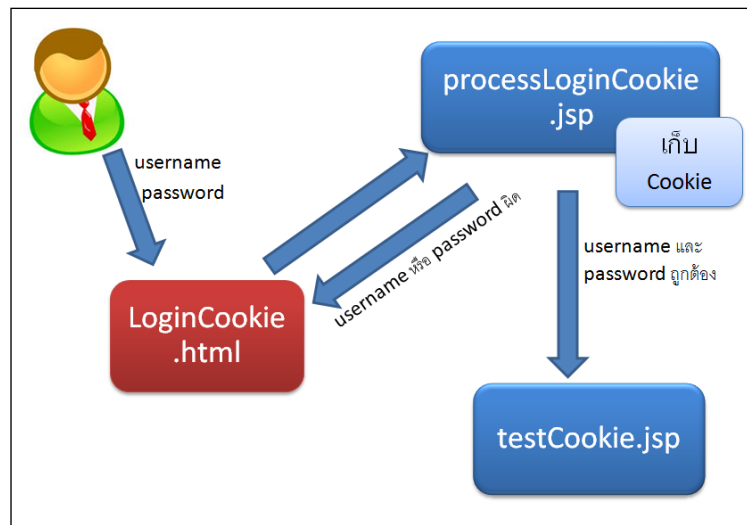 processLoginCookie
.jsp
เก็บ
Cookie
username
password
username หรือ password ผิด
username และ
password ถูกต้อง
LoginCookie
.html
testCookie.jsp